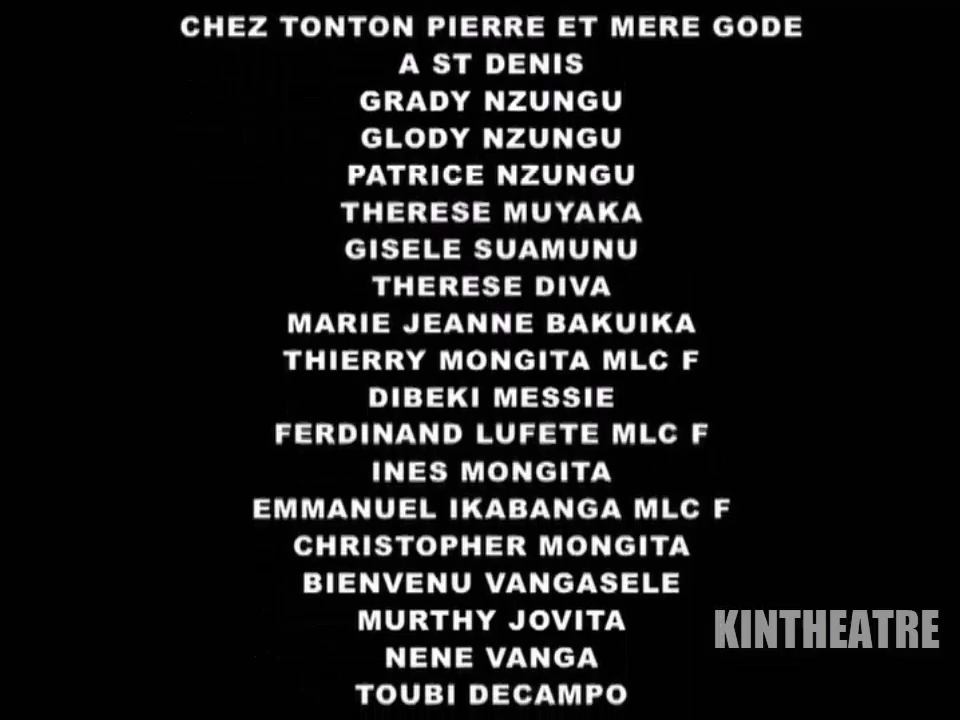 CHEZ TONTON PIERRE ET MERE GODE
A ST DENIS
GRADY NZUNGU
GLODY NZUNGU
PATRICE NZUNGU
THERESE MUYAKA
GISELE SUAMUNU
THERESE DIVA
MARIE JEANNE BAKUIKA
THIERRY MONGITA MLC F
DIBEKI MESSIE
FERDINAND LUFETE MLC F
INES MONGITA
EMMANUEL IKABANGA MLC F
CHRISTOPHER MONGITA
BIENVENU VANGASELE
MURTHY JOVITA
KINTHEATRE
NENE VANGA
TOUBI DECAMPO